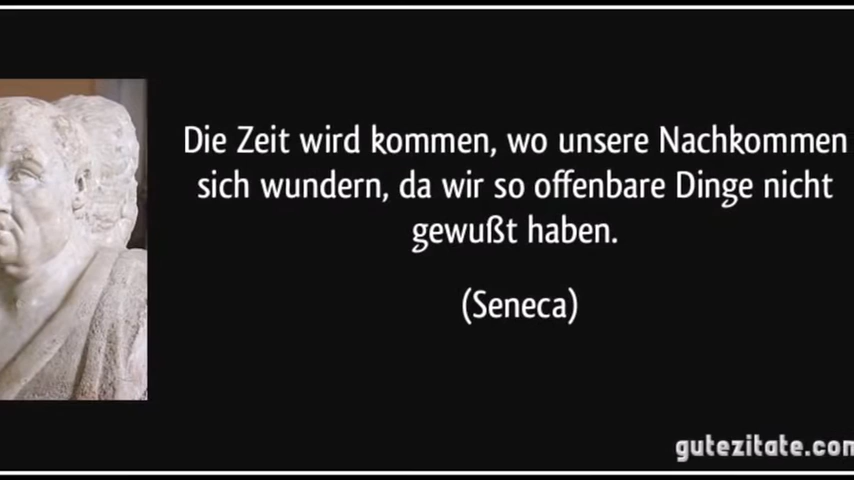 Die Zeit wird kommen, wo unsere Nachkommen
sich wundern, da wir so offenbare Dinge nicht
gewußt haben.
(Seneca)
gutezitate.com